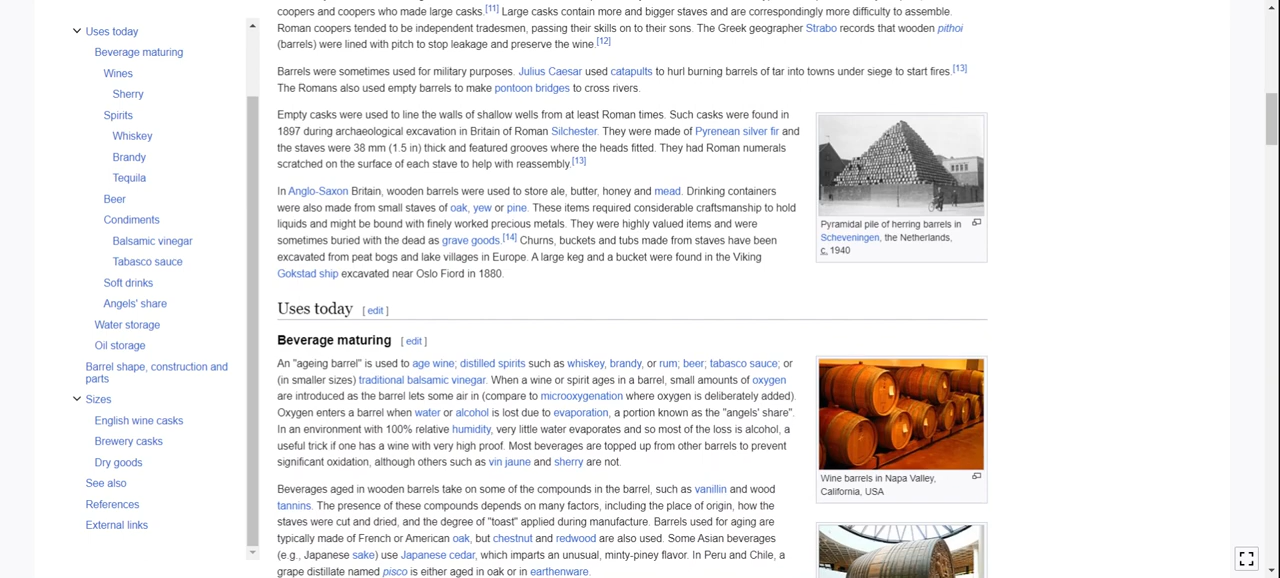 Uses today
Beverage maturing
Wines
Sherry
Spirits
Whiskey
Brandy
Tequila
Beer
Condiments
Balsamic vinegar
Tabasco sauce
Soft drinks
Angels' share
Water storage
Oil storage
Barrel shape, construction and
parts
Sizes
English wine casks
Brewery casks
Dry goods
See also
References
External links
coopers and coopers who made large casks.[11] Large casks contain more and bigger staves and are correspondingly more difficult to assemble.
Roman coopers tended to be independent tradesmen, passing their skills on to their sons. The Greek geographer Strabo records that wooden pithoi
(barrels) were lined with pitch to stop leakage and preserve the wine.[12]
Barrels were sometimes used for military purposes. Julius Caesar used catapults to hurl burning barrels of tar into towns under siege to start fires.[13]
The Romans also used empty barrels to make pontoon bridges to cross rivers.
Empty casks were used to line the walls of shallow wells from at least Roman times. Such casks were found in
1897 during archaeological excavation in Britain of Roman Silchester. They were made of Pyrenean silver fir and
the staves were 38 mm (1.5 in) thick and featured grooves where the heads fitted. They had Roman numerals
scratched on the surface of each stave to help with reassembly.[13]
In Anglo-Saxon Britain, wooden barrels were used to store ale, butter, honey and mead. Drinking containers
were also made from small staves of oak, yew or pine. These items required considerable craftsmanship to hold
liquids and might be bound with finely worked precious metals. They were highly valued items and were
sometimes buried with the dead as grave goods.[14] Churns, buckets and tubs made from staves have been
excavated from peat bogs and lake villages in Europe. A large keg and a bucket were found in the Viking
Gokstad ship excavated near Oslo Fiord in 1880.
Pyramidal pile of herring barrels in
Scheveningen, the Netherlands,
c. 1940
Uses today [ edit ]
Beverage maturing [ edit ]
An "ageing barrel" is used to age wine; distilled spirits such as whiskey, brandy, or rum; beer; tabasco sauce; or
(in smaller sizes) traditional balsamic vinegar. When a wine or spirit ages in a barrel, small amounts of oxygen
are introduced as the barrel lets some air in (compare to microoxygenation where oxygen is deliberately added).
Oxygen enters a barrel when water or alcohol is lost due to evaporation, a portion known as the "angels' share".
In an environment with 100% relative humidity, very little water evaporates and so most of the loss is alcohol, a
useful trick if one has a wine with very high proof. Most beverages are topped up from other barrels to prevent
significant oxidation, although others such as vin jaune and sherry are not.
Wine barrels in Napa Valley,
California, USA
Beverages aged in wooden barrels take on some of the compounds in the barrel, such as vanillin and wood
tannins. The presence of these compounds depends on many factors, including the place of origin, how the
staves were cut and dried, and the degree of "toast" applied during manufacture. Barrels used for aging are
typically made of French or American oak, but chestnut and redwood are also used. Some Asian beverages
(e.g., Japanese sake) use Japanese cedar, which imparts an unusual, minty-piney flavor. In Peru and Chile, a
grape distillate named pisco is either aged in oak or in earthenware.